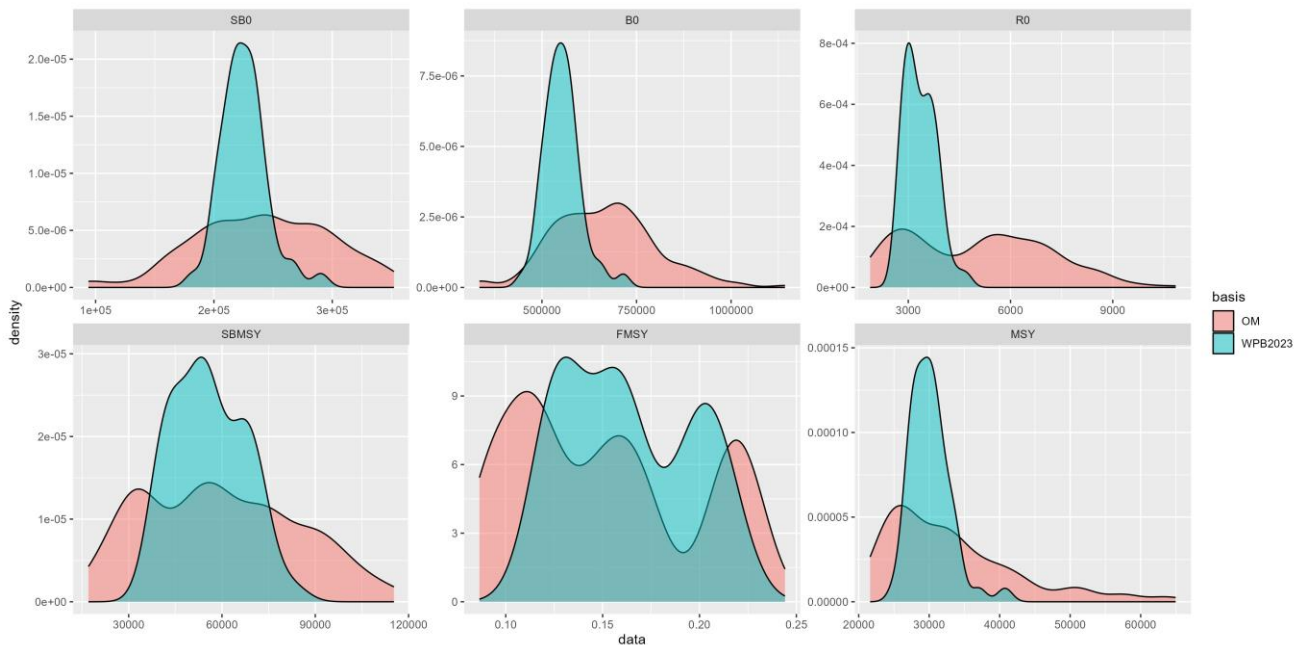 SB0
B0
R0
2.0e-05
1.5e-05
1.0e-05
5.0e-06
0.0e+00
7.5e-06
5.0e-06
2.5e-06
0.0e+00
8e-04
6e-04
4e-04
2e-04
0e+00
1e+05
2e+05
3e+05
500000
750000
1000000
3000
6000
9000
SBMSY
FMSY
MSY
3e-05
2e-05
1e-05
0e+00
9
6
3
0
0.00015
0.00010
0.00005
0.00000
30000
60000
90000
120000
0.10
0.15
0.20
0.25
20000
30000
40000
50000
60000
density
data
basis
OM
WPB2023